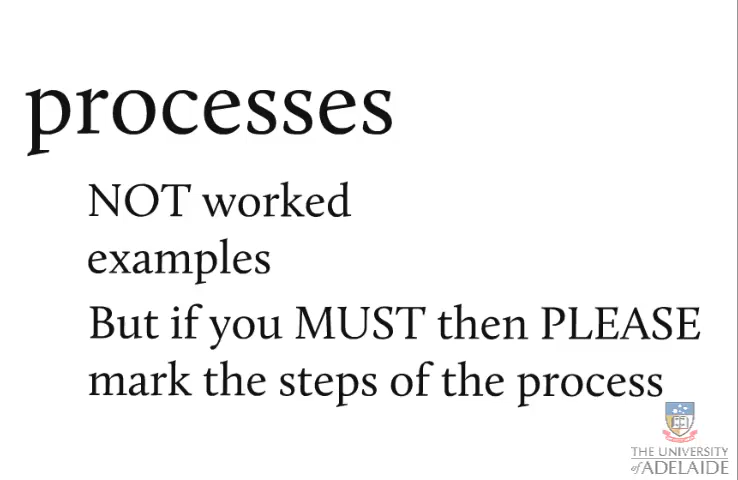 processes
NOT worked
examples
But if you MUST then PLEASE
mark the steps of the process
THE UNIVERSITY
of ADELAIDE